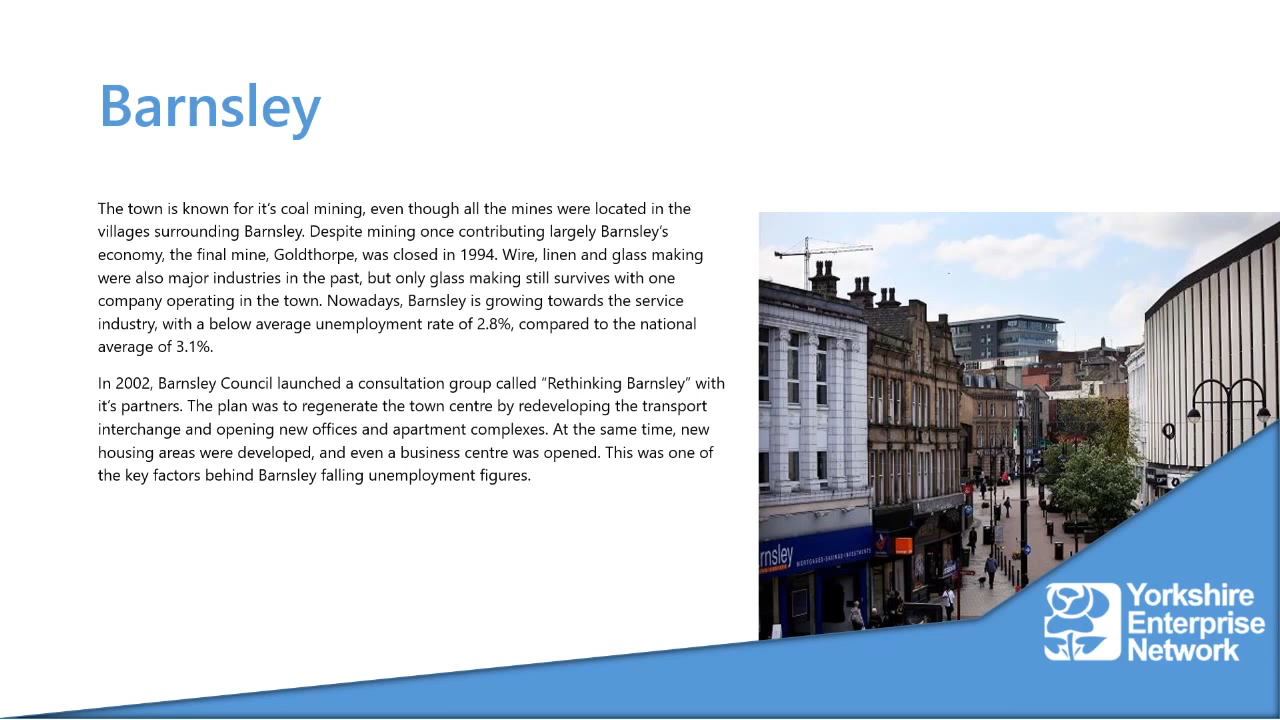 Barnsley
The town is known for it's coal mining, even though all the mines were located in the
villages surrounding Barnsley. Despite mining once contributing largely Barnsley's
economy, the final mine, Goldthorpe, was closed in 1994. Wire, linen and glass making
were also major industries in the past, but only glass making still survives with one
company operating in the town. Nowadays, Barnsley is growing towards the service
industry, with a below average unemployment rate of 2.8%, compared to the national
average of 3.1%.
In 2002, Barnsley Council launched a consultation group called “Rethinking Barnsley” with
it's partners. The plan was to regenerate the town centre by redeveloping the transport
interchange and opening new offices and apartment complexes. At the same time, new
housing areas were developed, and even a business centre was opened. This was one of
the key factors behind Barnsley falling unemployment figures.
rnsley MORTGAGES•SAVINGS•INVESTMENTS
Yorkshire
Enterprise
Network